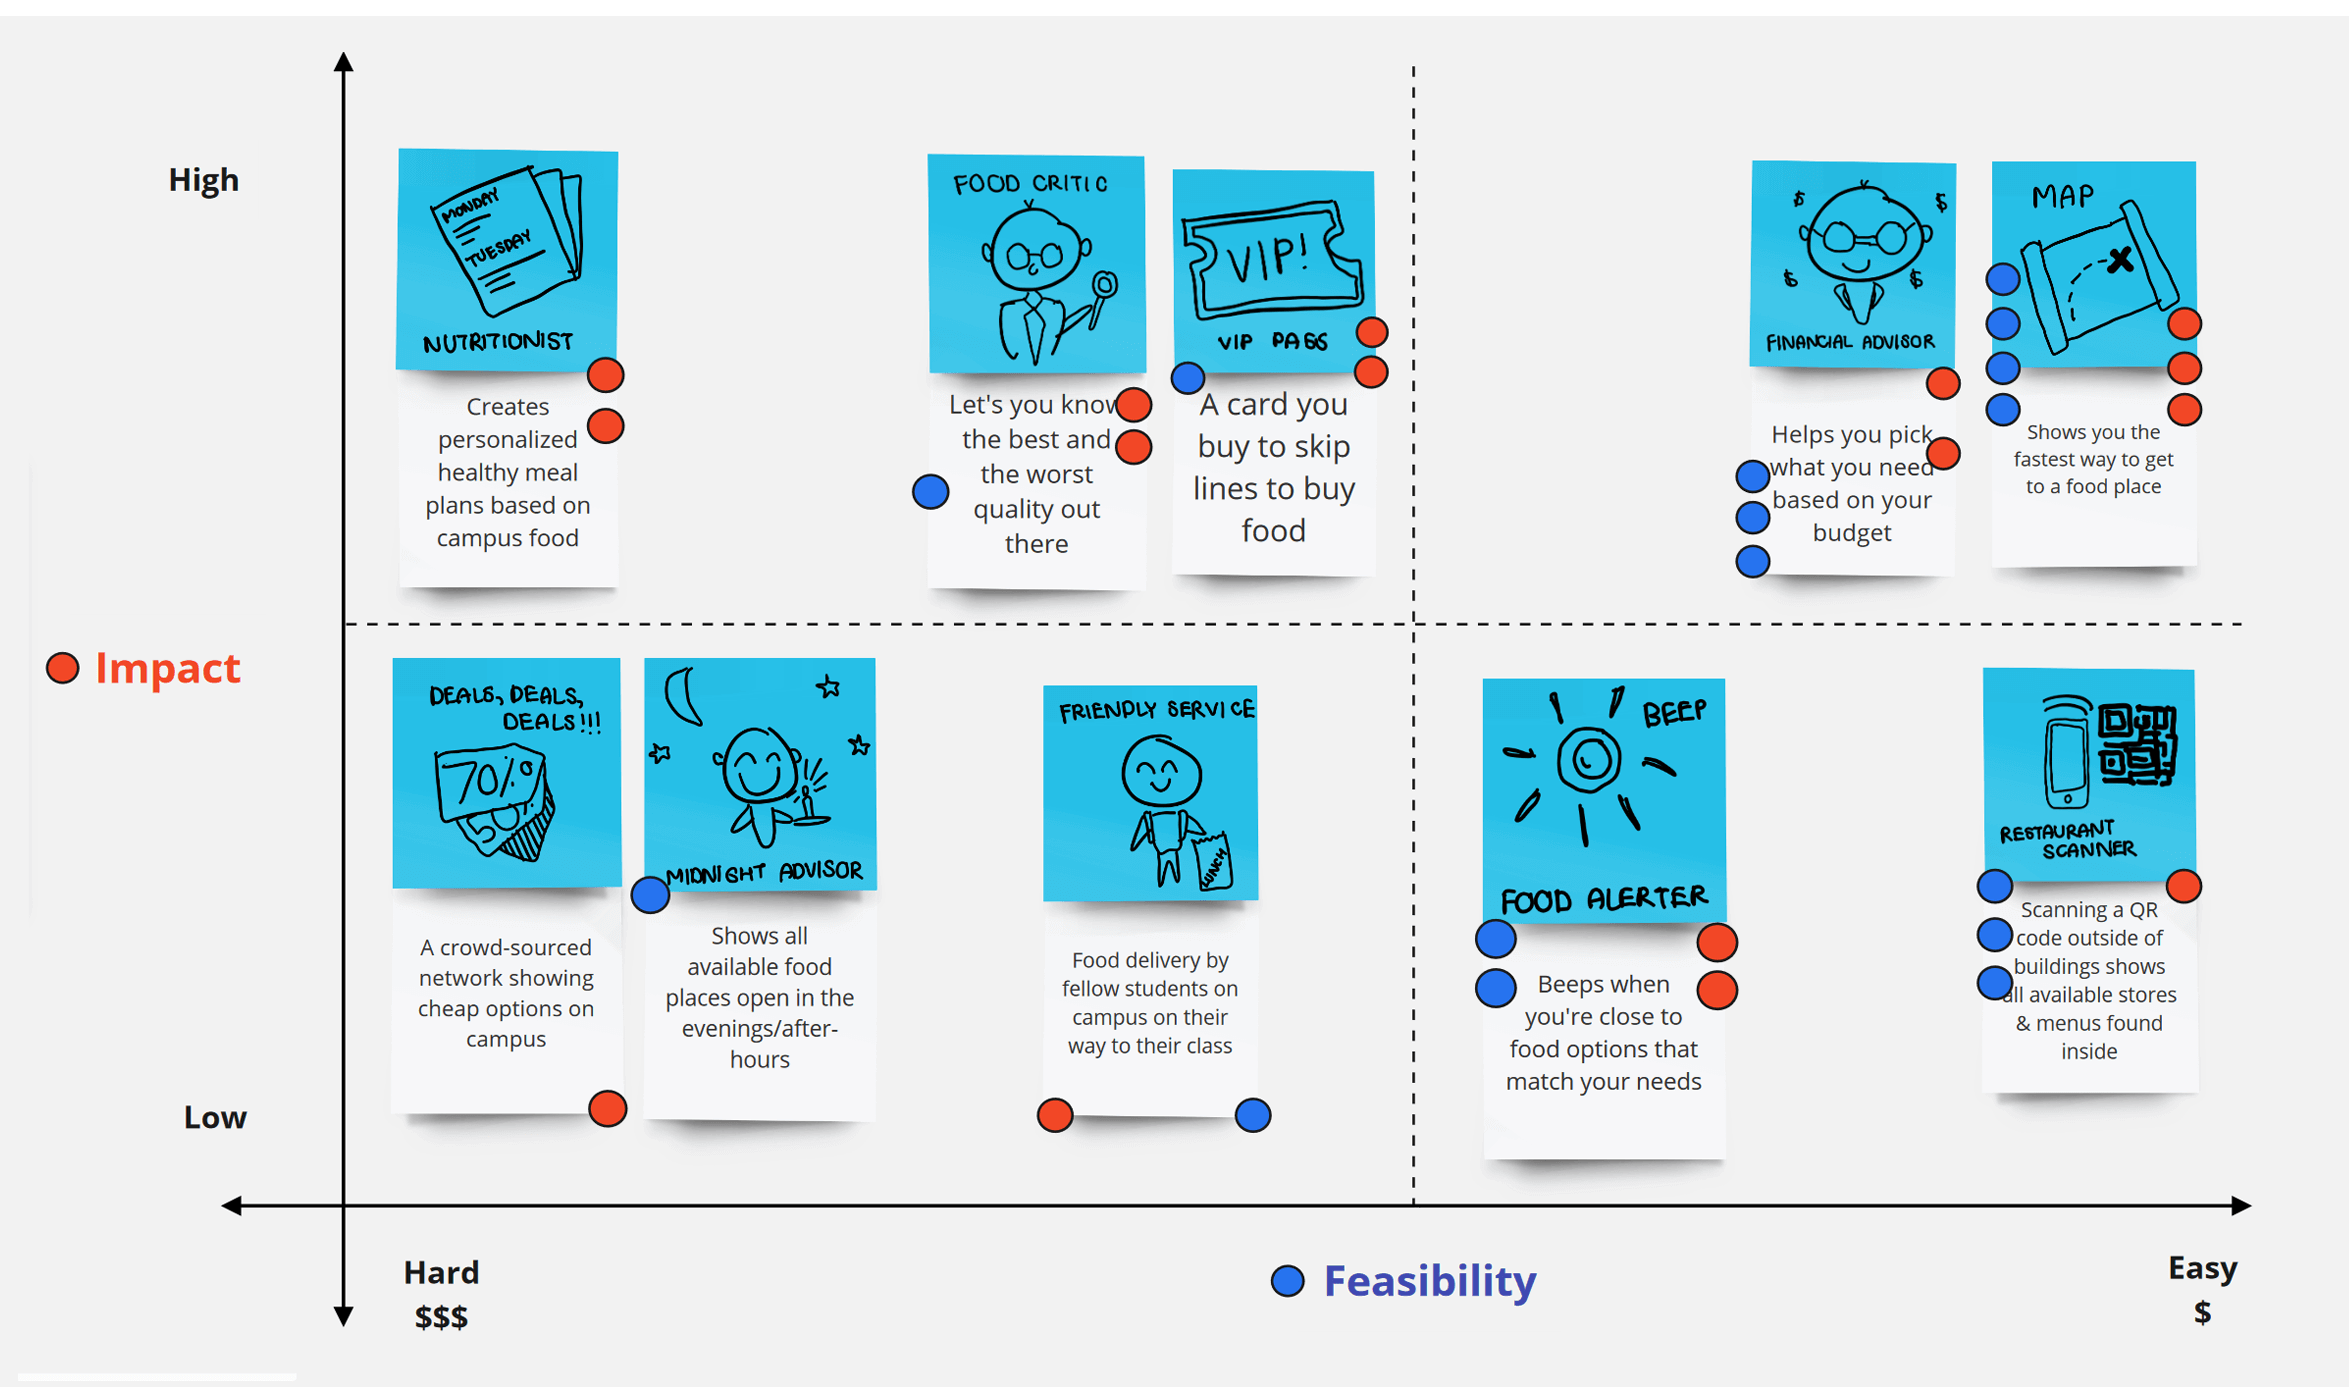 High
MONDAY
TUESDAY
NUTRITIONIST
Creates
personalized
healthy meal
plans based on
campus food
FOOD CRITIC
Let's you know
the best and
the worst
quality out
there
VIP!
VIP PASS
A card you
buy to skip
lines to buy
food
$ $
$ $
FINANCIAL ADVISOR
Helps you pick
what you need
based on your
budget
MAP
X
Shows you the
fastest way to get
to a food place
Impact
DEALS, DEALS,
DEALS!!!
70%
50%
A crowd-sourced
network showing
cheap options on
campus
MIDNIGHT ADVISOR
Shows all
available food
places open in the
evenings/after-
hours
FRIENDLY SERVICE
LUNCH
Food delivery by
fellow students on
campus on their
way to their class
BEEP
FOOD ALERTER
Beeps when
you're close to
food options that
match your needs
RESTAURANT
SCANNER
Scanning a QR
code outside of
buildings shows
all available stores
& menus found
inside
Low
Hard
$$$
Feasibility
Easy
$